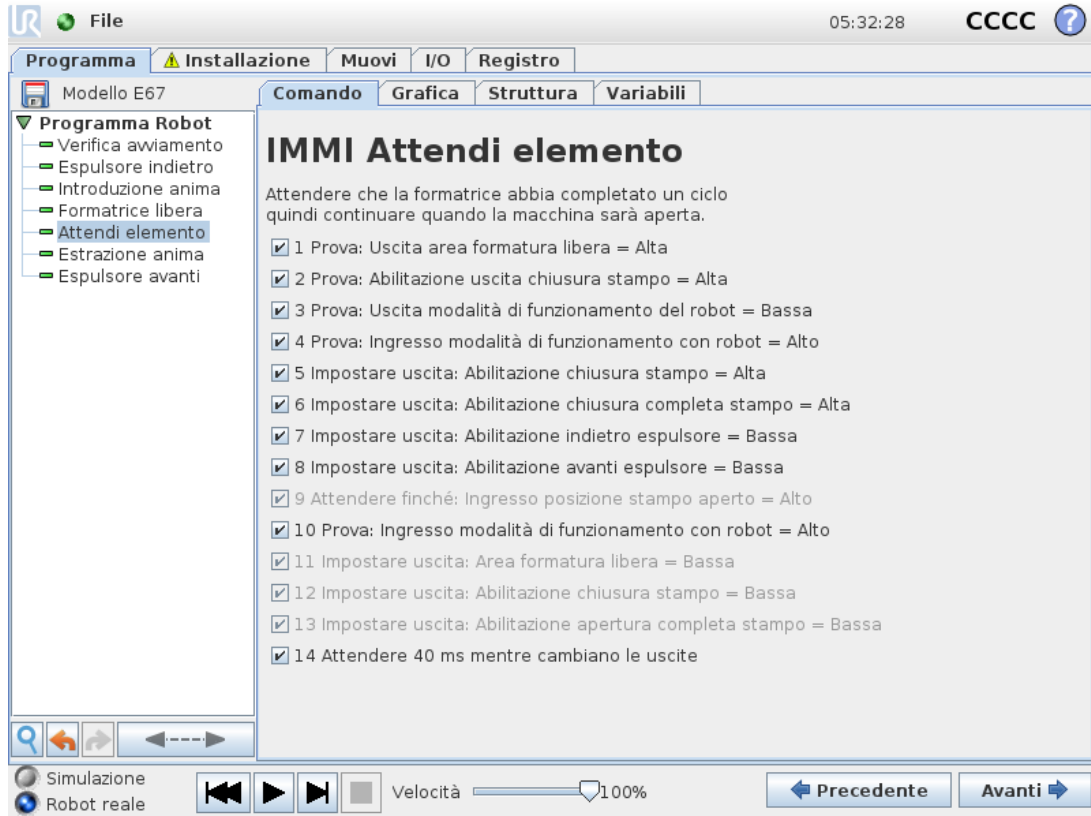 UR File 05:32:28 CCCC ?
Programma Installazione Muovi I/O Registro
Modello E67
Comando Grafica Struttura Variabili
Programma Robot
Verifica avviamento
Espulsore indietro
Introduzione anima
Formatrice libera
Attendi elemento
Estrazione anima
Espulsore avanti
IMMI Attendi elemento
Attendere che la formatrice abbia completato un ciclo
quindi continuare quando la macchina sarà aperta.
1 Prova: Uscita area formatura libera = Alta
2 Prova: Abilitazione uscita chiusura stampo = Alta
3 Prova: Uscita modalità di funzionamento del robot = Bassa
4 Prova: Ingresso modalità di funzionamento con robot = Alto
5 Impostare uscita: Abilitazione chiusura stampo = Alta
6 Impostare uscita: Abilitazione chiusura completa stampo = Alta
7 Impostare uscita: Abilitazione indietro espulsore = Bassa
8 Impostare uscita: Abilitazione avanti espulsore = Bassa
9 Attendere finché: Ingresso posizione stampo aperto = Alto
10 Prova: Ingresso modalità di funzionamento con robot = Alto
11 Impostare uscita: Area formatura libera = Bassa
12 Impostare uscita: Abilitazione chiusura stampo = Bassa
13 Impostare uscita: Abilitazione apertura completa stampo = Bassa
14 Attendere 40 ms mentre cambiano le uscite
Simulazione
Robot reale
Velocità 100%
Precedente Avanti